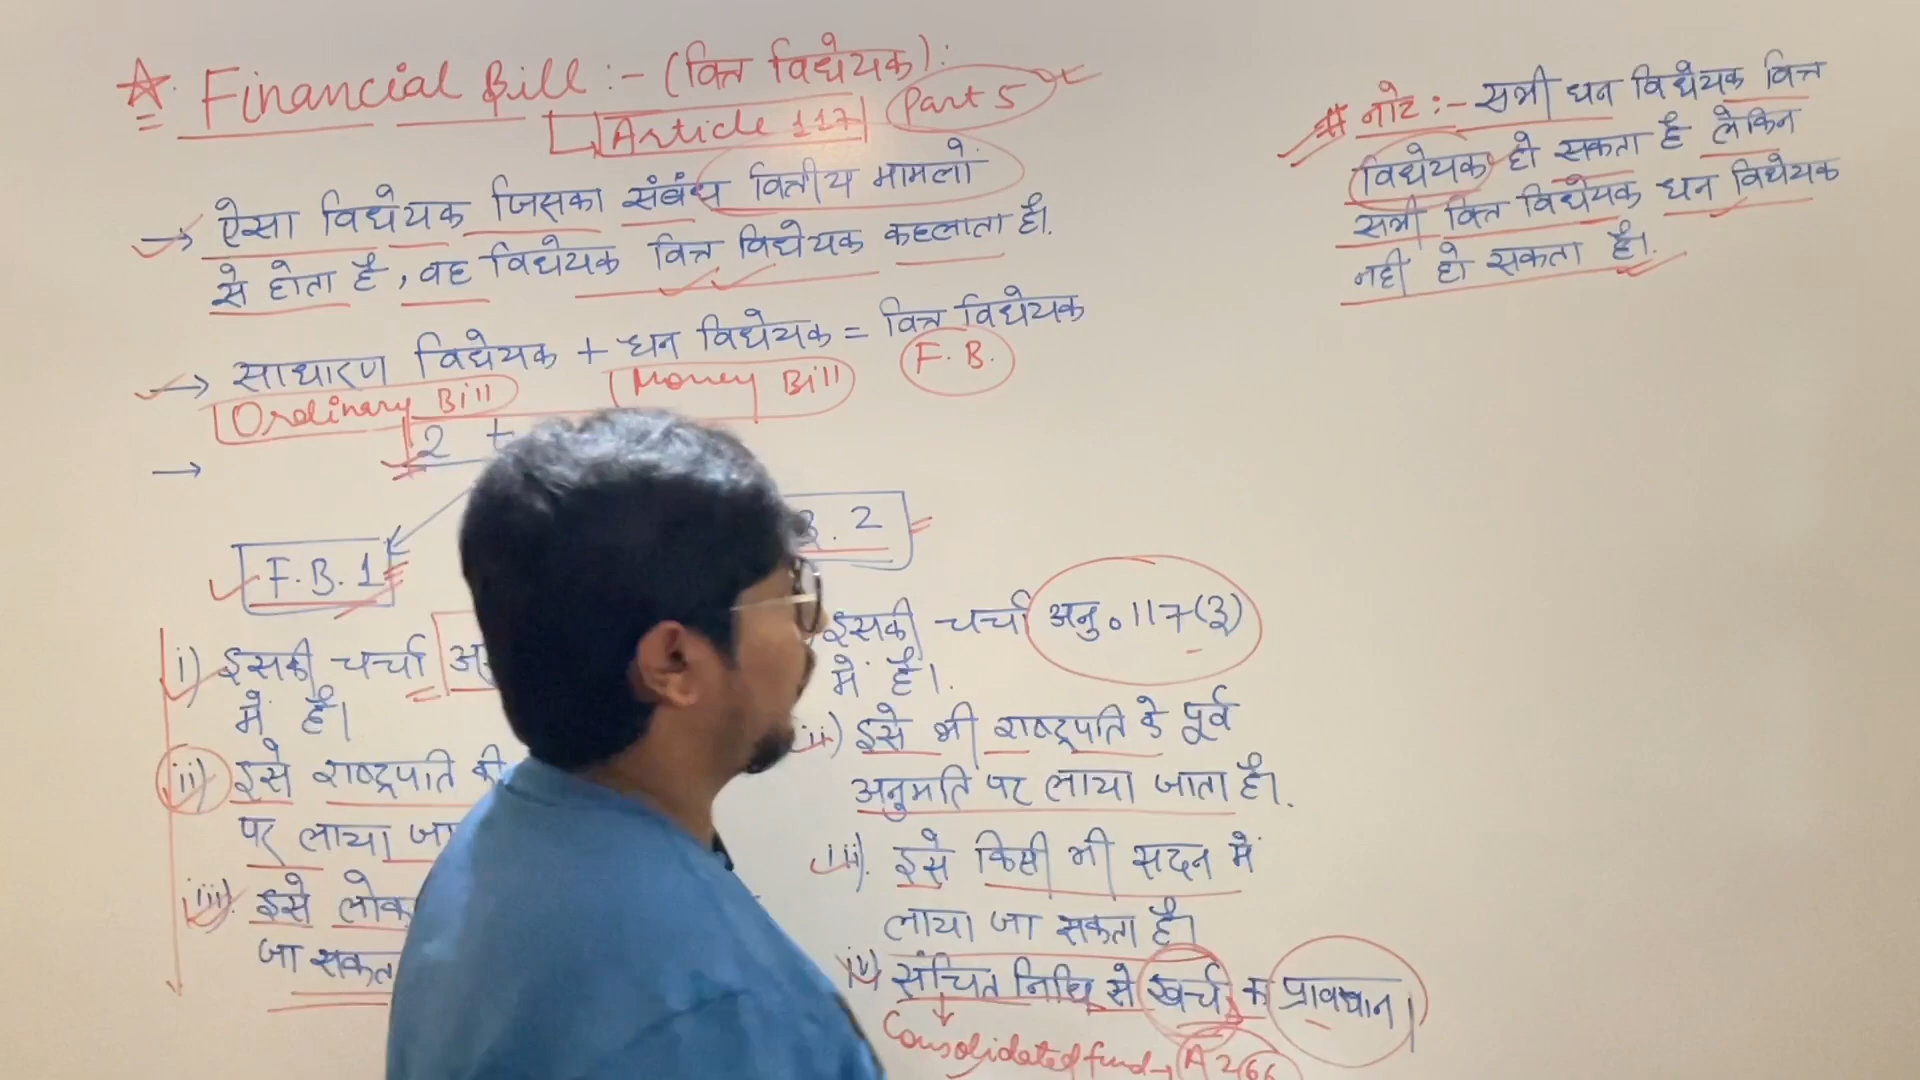 Financial Bill :- (वित्त विधेयक) :
Article 117 Part 5
→ ऐसा विधेयक जिसका संबंध वित्तीय मामलों
से होता है, वह विधेयक वित्त विधेयक कहलाता है।
→ साधारण विधेयक + धन विधेयक = वित्त विधेयक
Ordinary Bill Money Bill F.B.
→ 2
F.B. 1
i) इसकी चर्चा
में है।
ii) इसे राष्ट्रपति की
पर लाया
iii) इसे
जा
2
इसकी चर्चा अनु० 117(3)
में है।
ii) इसे भी राष्ट्रपति के पूर्व
अनुमति पर लाया जाता है।
iii). इसे किसी भी सदन में
लाया जा सकता है।
iv) संचित निधि से खर्च का प्रावधान।
Consolidated fund → A 266
# नोट :- सभी धन विधेयक वित्त
विधेयक हो सकता है लेकिन
सभी वित्त विधेयक धन विधेयक
नहीं हो सकता है।